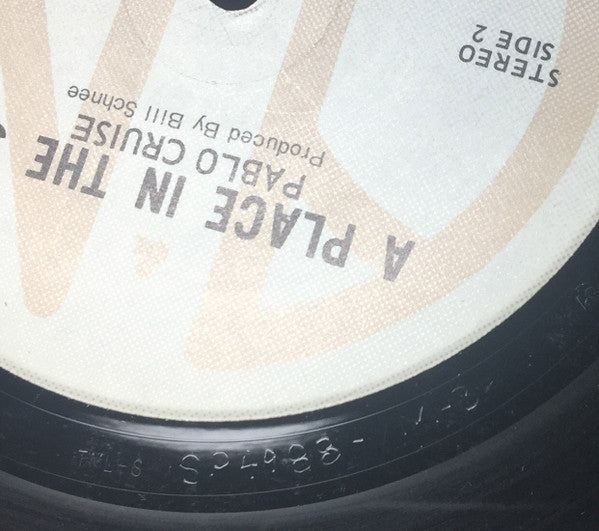 A PLACE IN THE
PABLO CRUISE
Produced By Bill Schnee
STEREO
SIDE 2